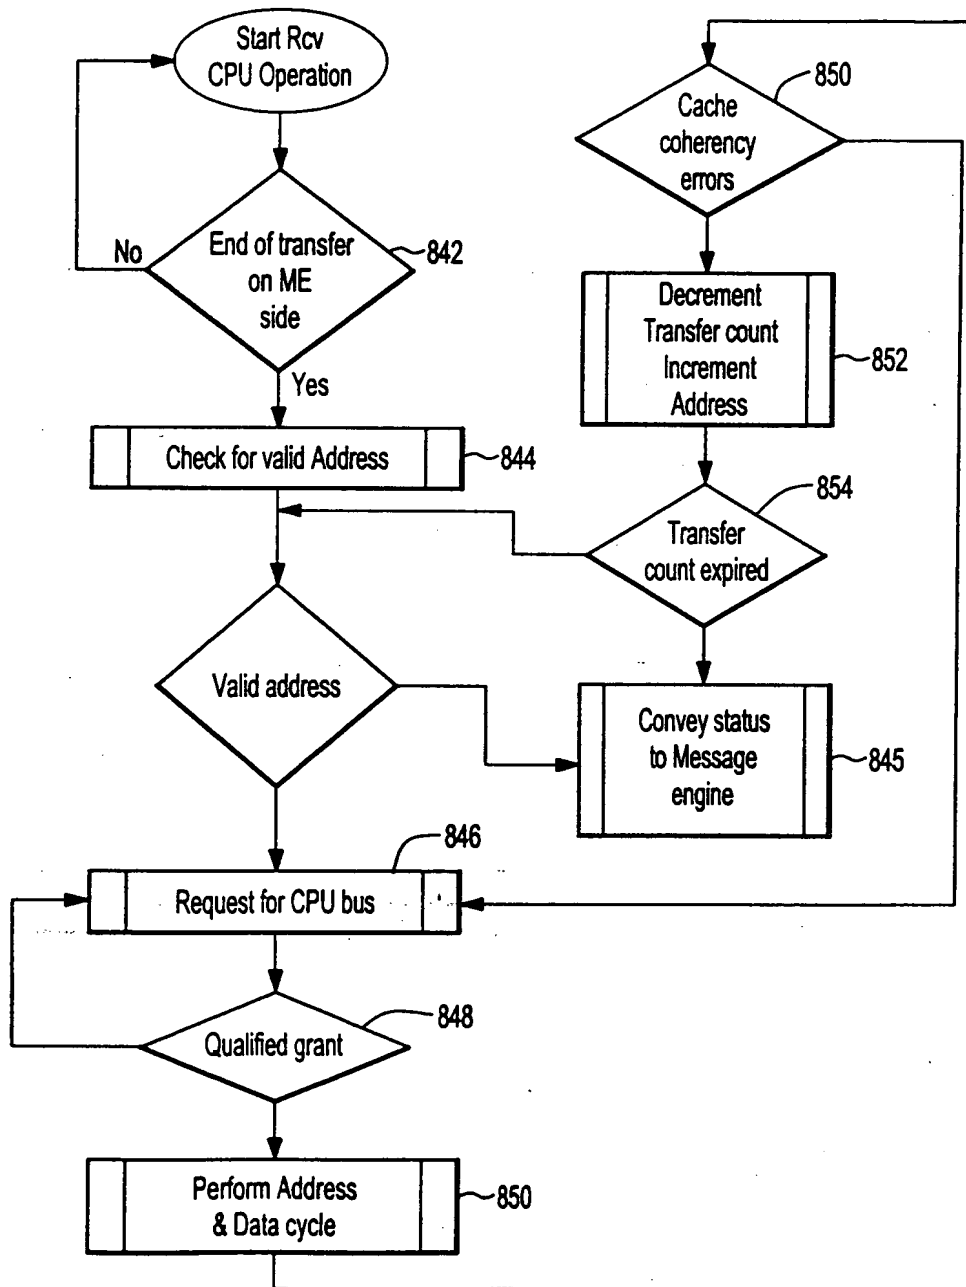 Start Rcv
CPU Operation
No
End of transfer
on ME
side
842
Yes
Check for valid Address
844
Valid address
846
Request for CPU bus
Qualified grant
848
Perform Address
& Data cycle
850
850
Cache
coherency
errors
Decrement
Transfer count
Increment
Address
852
854
Transfer
count expired
Convey status
to Message
engine
845